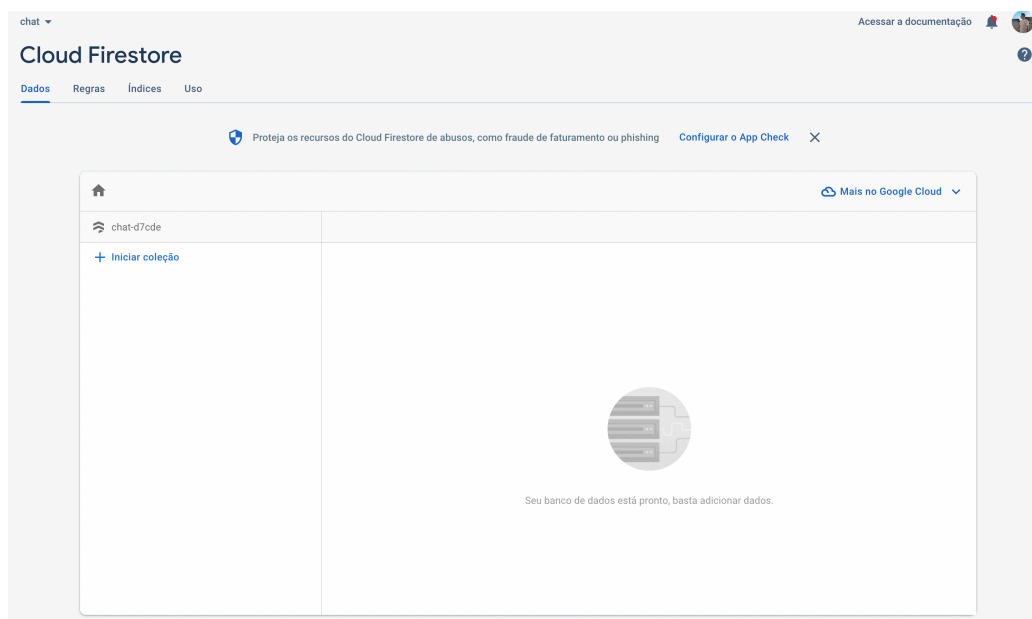 chat
Acessar a documentação
Cloud Firestore
?
Dados Regras Índices Uso
Proteja os recursos do Cloud Firestore de abusos, como fraude de faturamento ou phishing Configurar o App Check
Mais no Google Cloud
chat-d7cde
Iniciar coleção
Seu banco de dados está pronto, basta adicionar dados.